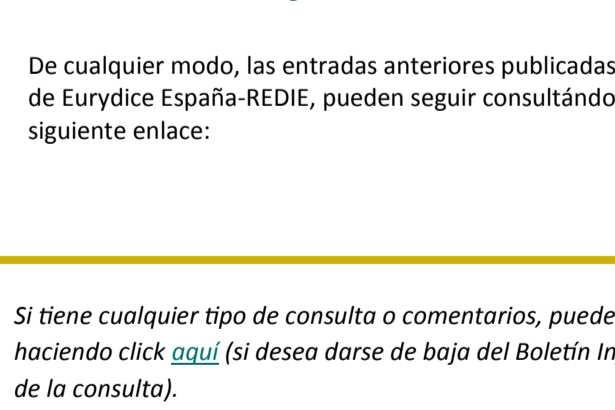 De cualquier modo, las entradas anteriores publicadas
de Eurydice España-REDIE, pueden seguir consultándo
siguiente enlace:
Si tiene cualquier tipo de consulta o comentarios, puede
haciendo click aquí (si desea darse de baja del Boletín In
de la consulta).